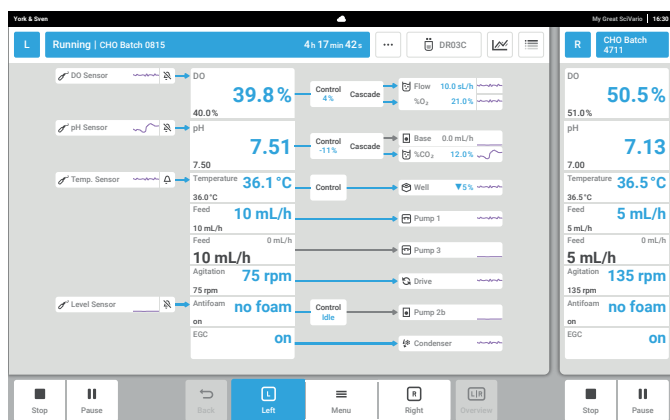 York & Sven
My Great SciVario 16:30
L Running | CHO Batch 0815 4 h 17 min 42 s ... DR03C
R CHO Batch
4711
DO Sensor
DO
39.8 %
40.0 %
Control
4%
Cascade
Flow 10.0 sL/h
%O₂ 21.0%
DO
50.5 %
51.0 %
pH Sensor
pH
7.51
7.50
Control
-11%
Cascade
Base 0.0 mL/h
%CO₂ 12.0%
pH
7.13
7.00
Temp. Sensor
Temperature
36.1 °C
36.0 °C
Control
Well ▼5%
Temperature
36.5 °C
36.5 °C
Feed
10 mL/h
10 mL/h
Pump 1
Feed
5 mL/h
5 mL/h
Feed 0 mL/h
10 mL/h
Pump 3
Feed 0 mL/h
5 mL/h
Agitation
75 rpm
75 rpm
Drive
Agitation
135 rpm
135 rpm
Level Sensor
Antifoam
no foam
on
Control
Idle
Pump 2b
Antifoam
no foam
on
EGC
on
Condenser
EGC
on
Stop
Pause
Back
L
Left
Menu
R
Right
L|R
Overview
Stop
Pause